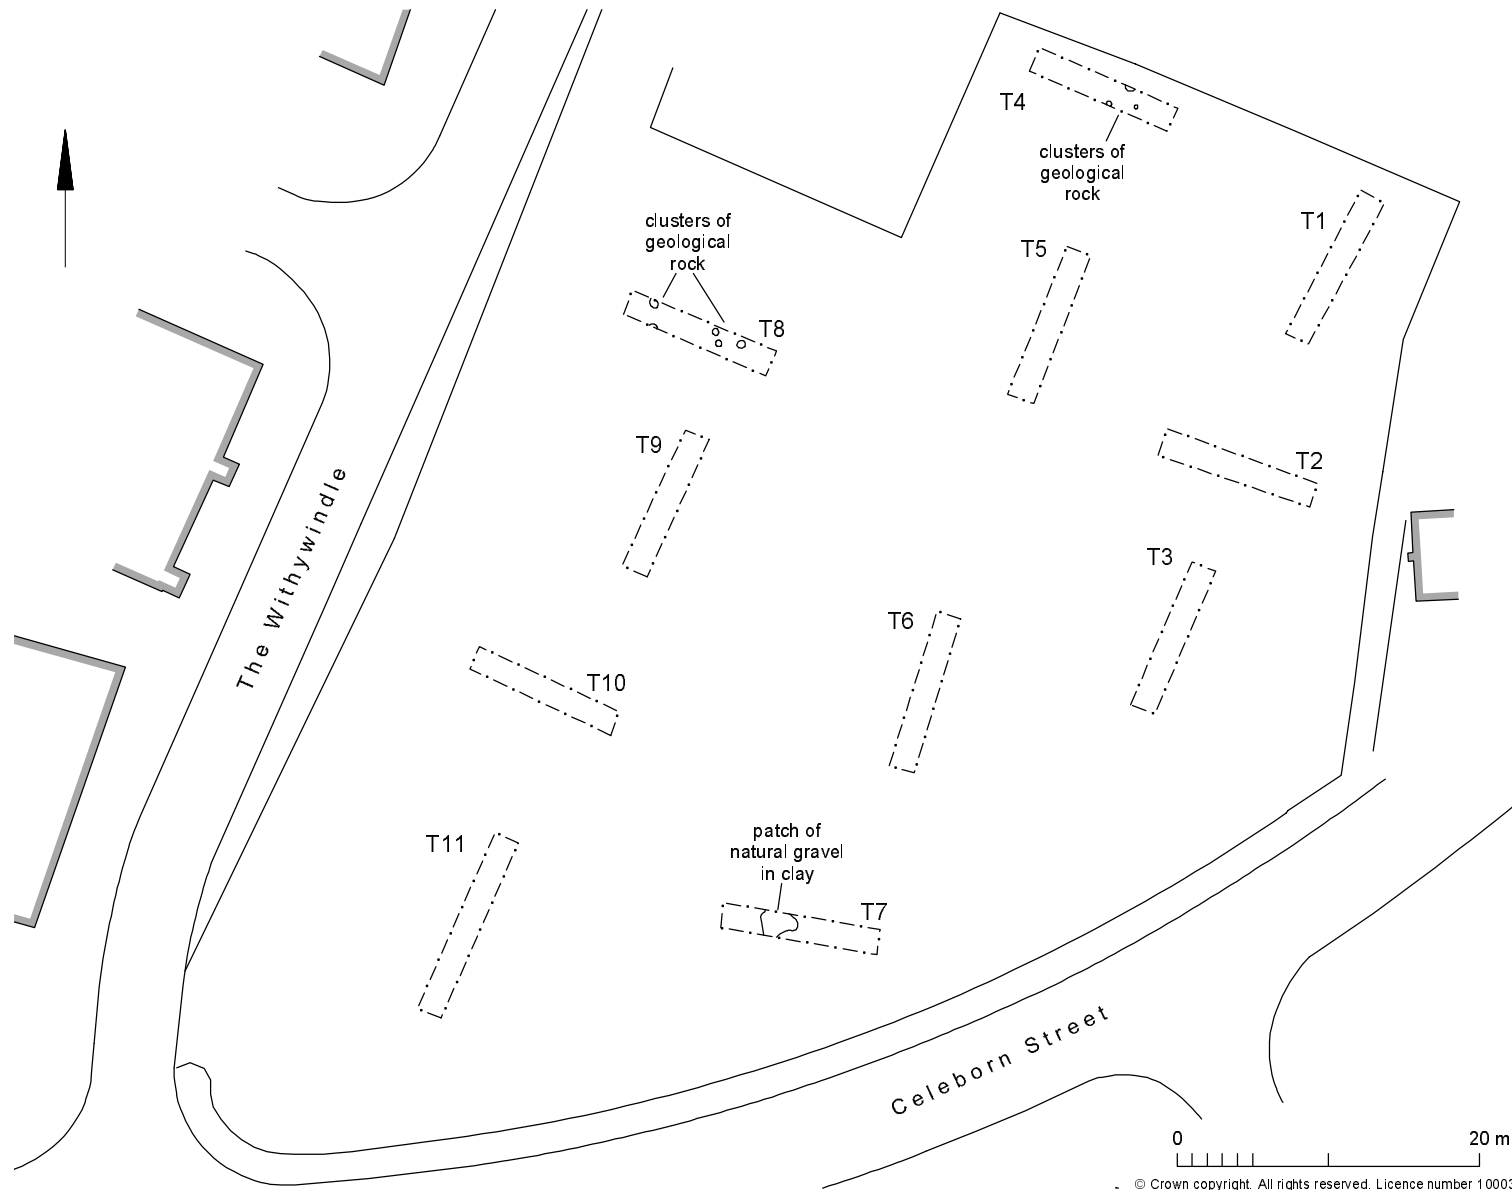 T4
clusters of
geological
rock
T1
clusters of
geological
rock
T5
T8
T9
T2
The Withywindle
T3
T6
T10
patch of
natural gravel
in clay
T11
T7
Celeborn Street
0
20 m
© Crown copyright. All rights reserved. Licence number 10003